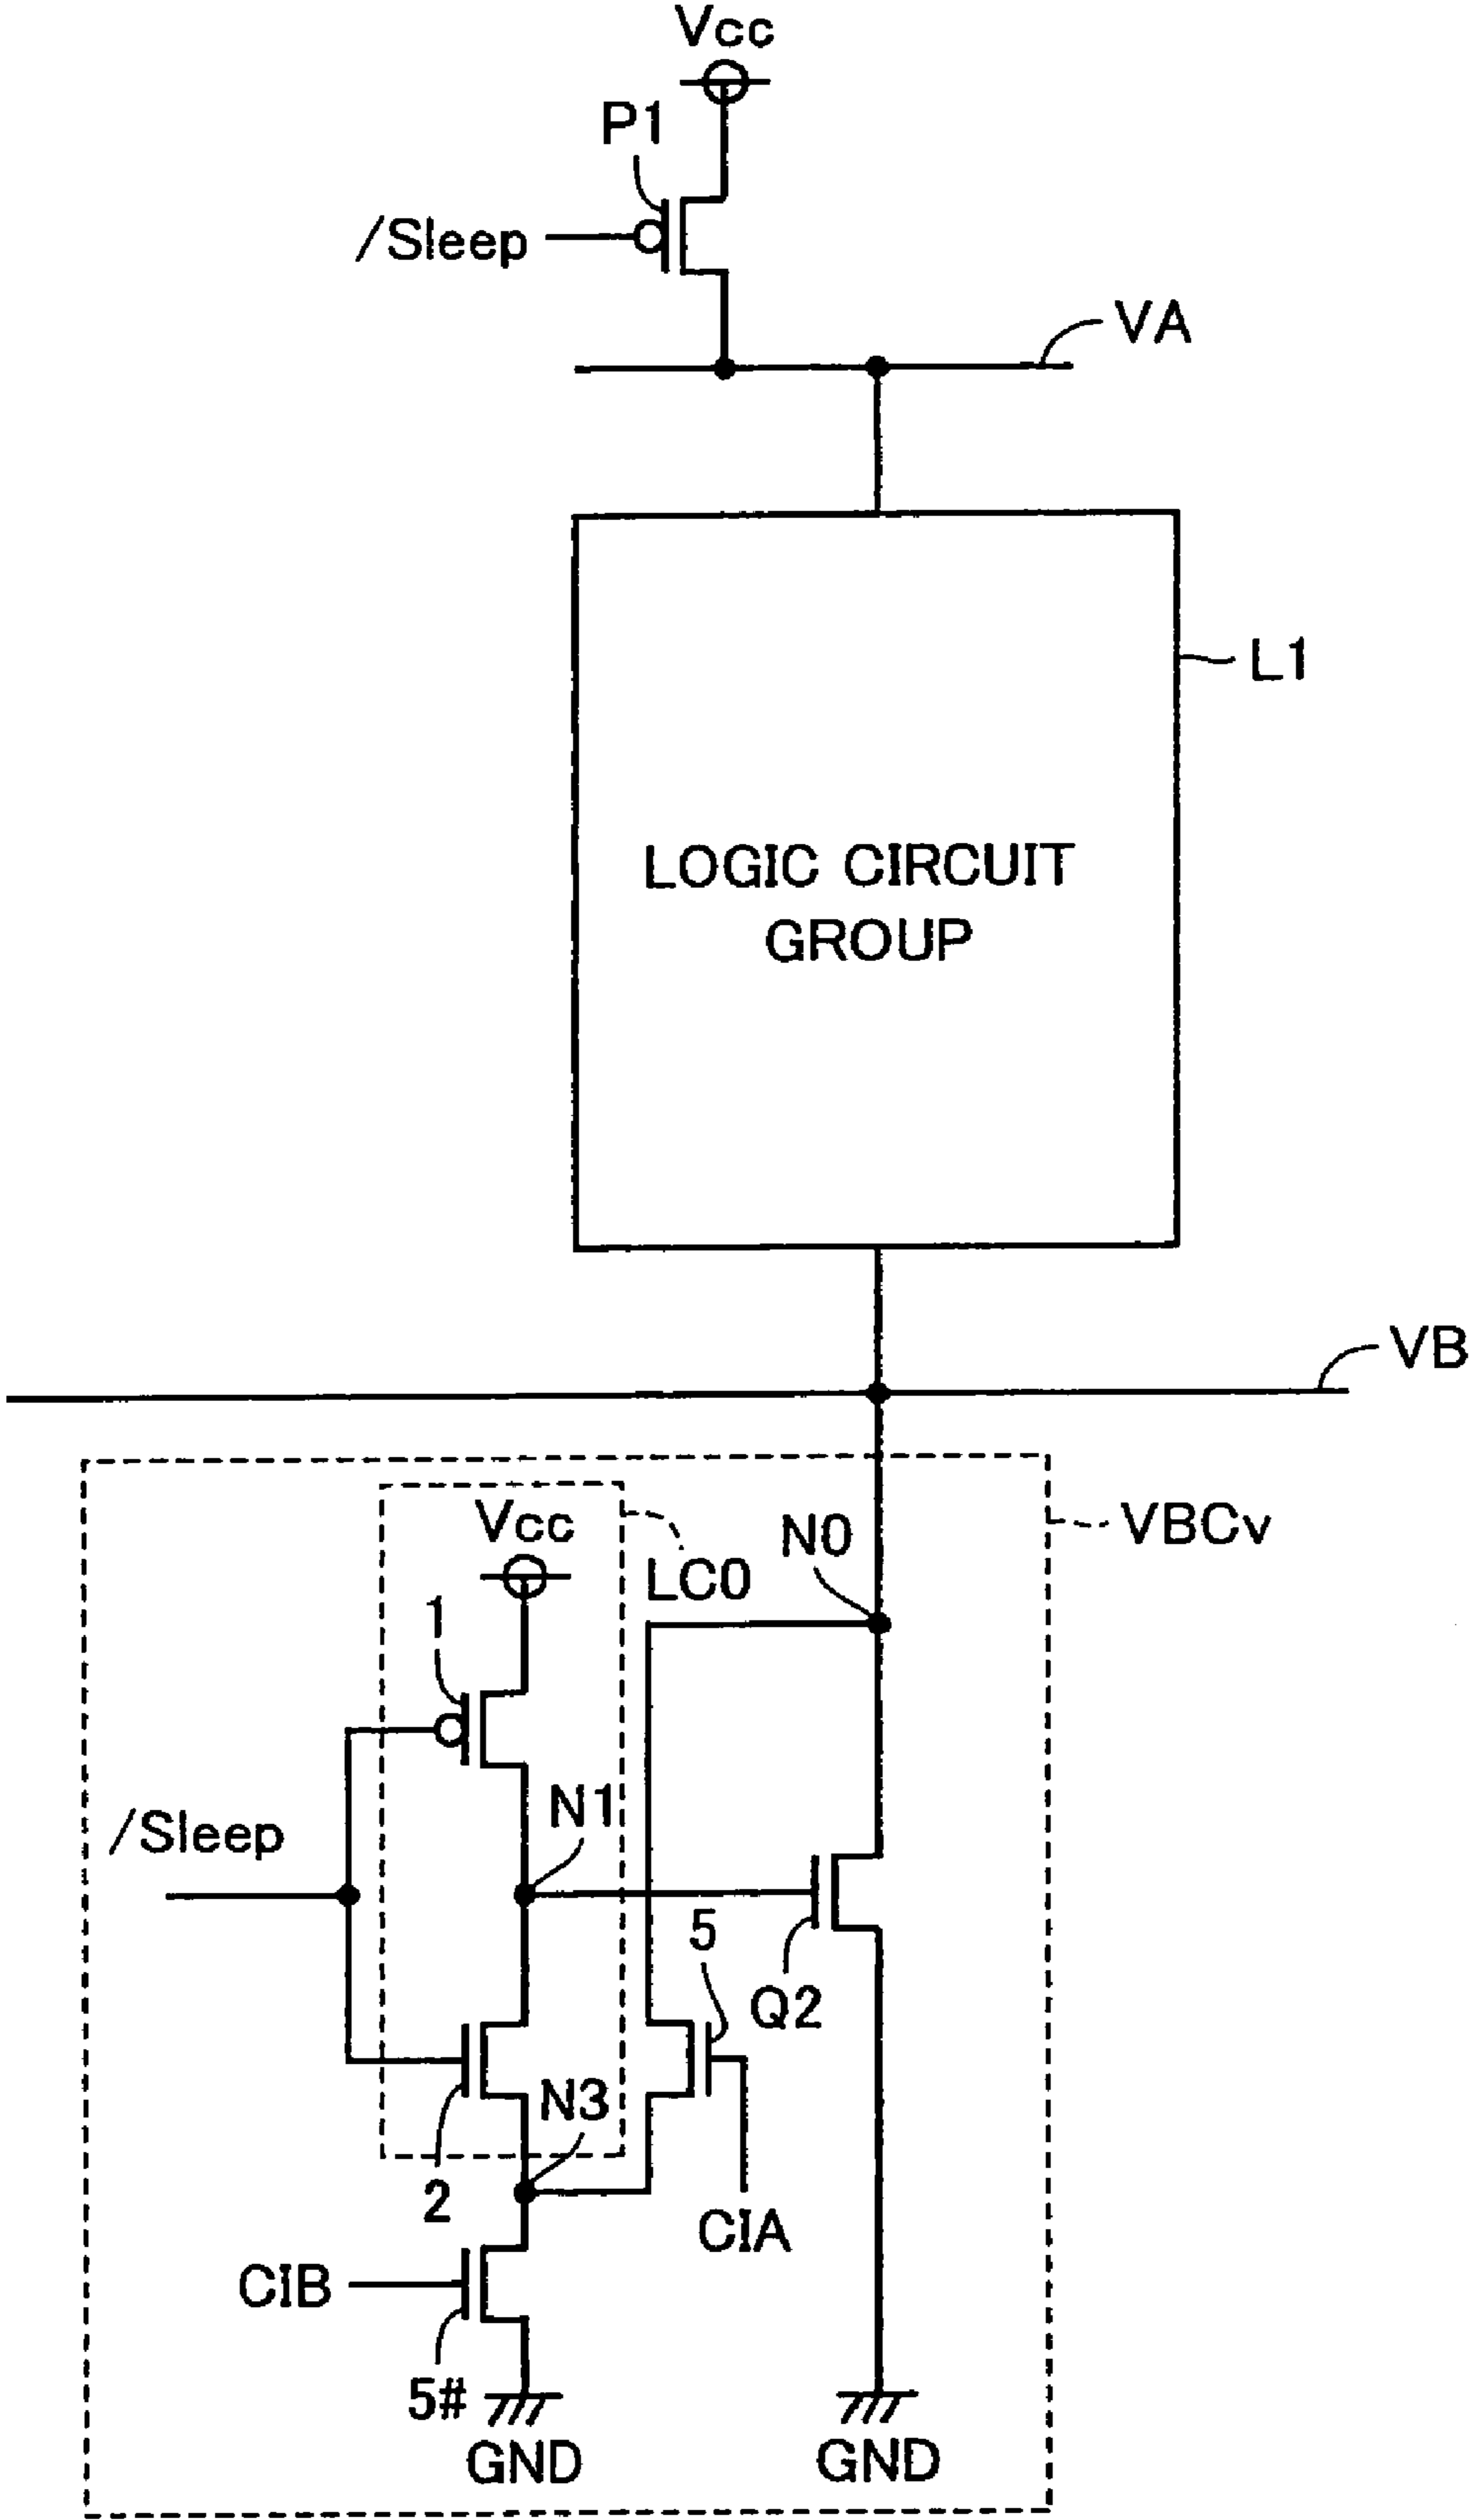 Vcc
P1
/Sleep
VA
L1
LOGIC CIRCUIT
GROUP
VB
Vcc
N0
VBCv
LC0
1
N1
/Sleep
5
Q2
N3
2
CIA
CIB
5#
GND
GND